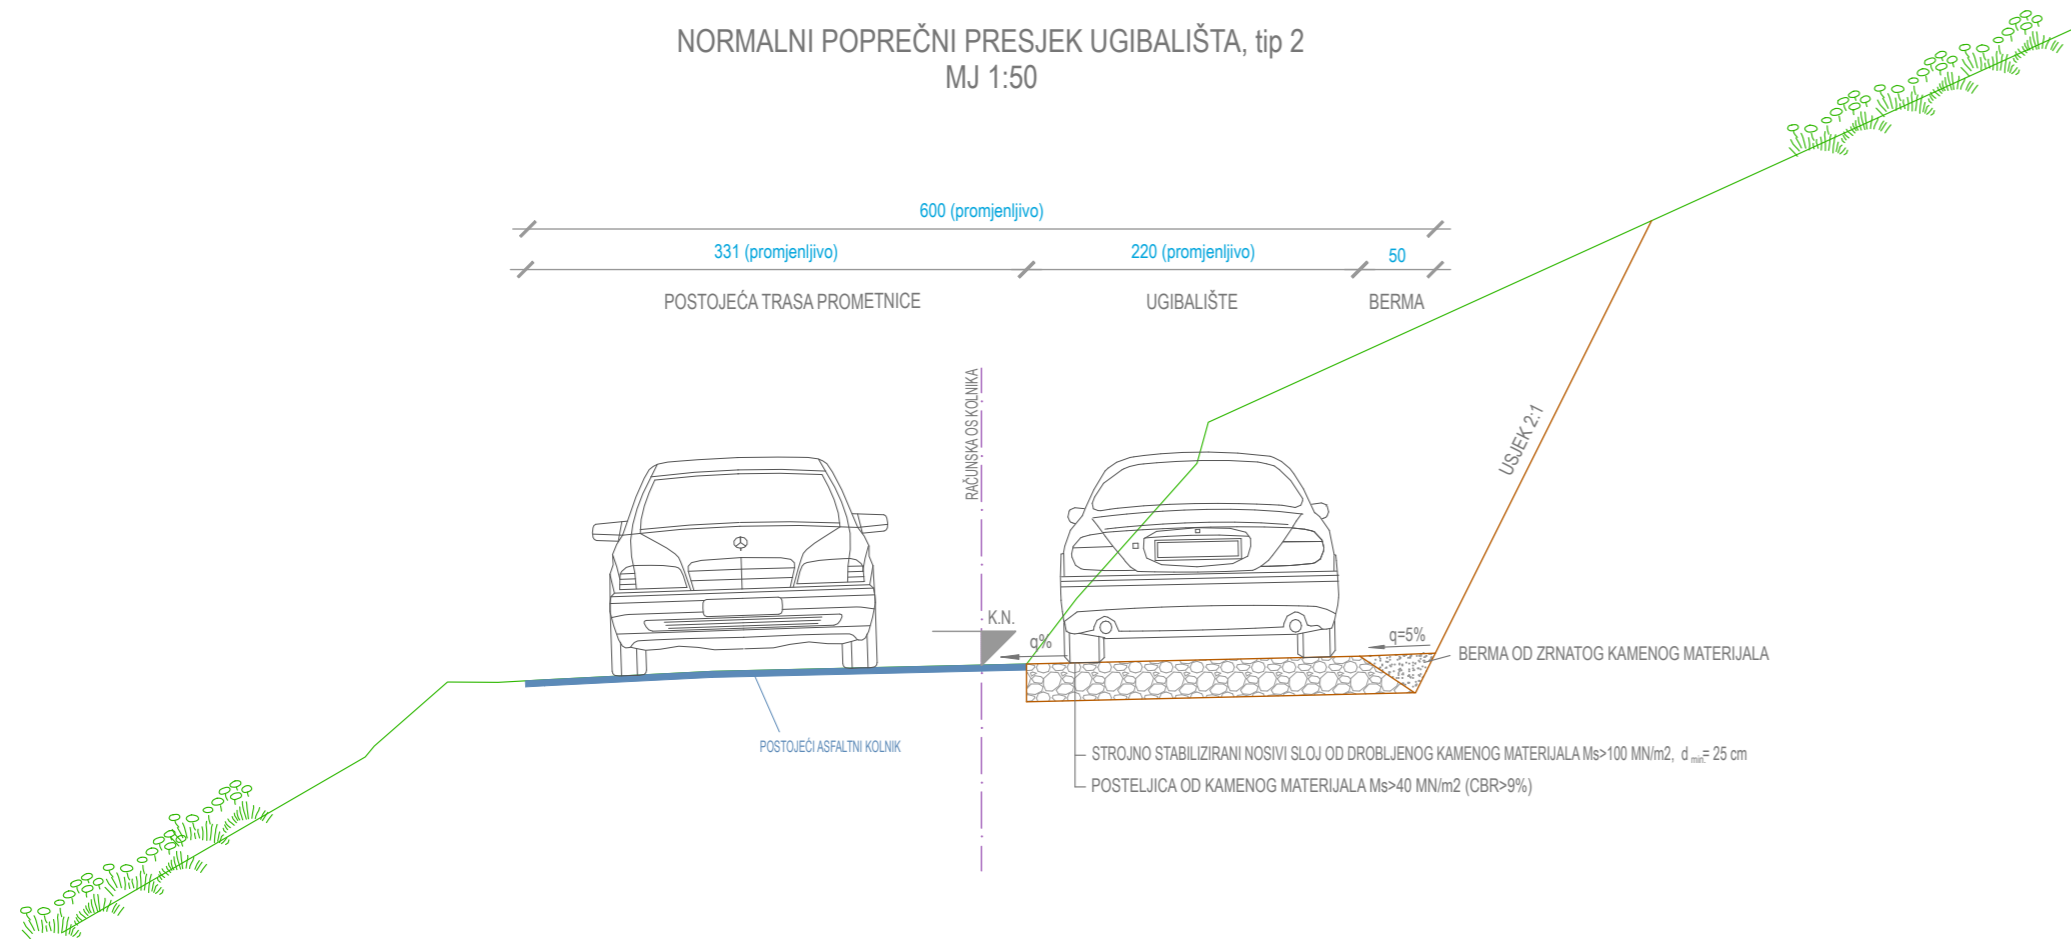 NORMALNI POPREČNI PRESJEK UGIBALIŠTA, tip 2
MJ 1:50
600 (promjenljivo)
331 (promjenljivo)
220 (promjenljivo)
50
POSTOJEĆA TRASA PROMETNICE
UGIBALIŠTE
BERMA
RAČUNSKA OS KOLNIKA
USJEK 2:1
K.N.
q%
q=5%
BERMA OD ZRNATOG KAMENOG MATERIJALA
POSTOJEĆI ASFALTNI KOLNIK
STROJNO STABILIZIRANI NOSIVI SLOJ OD DROBLJENOG KAMENOG MATERIJALA Ms>100 MN/m2, d min.= 25 cm
POSTELJICA OD KAMENOG MATERIJALA Ms>40 MN/m2 (CBR>9%)